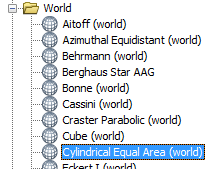 World
Aitoff (world)
Azimuthal Equidistant (world)
Behrmann (world)
Berghaus Star AAG
Bonne (world)
Cassini (world)
Craster Parabolic (world)
Cube (world)
Cylindrical Equal Area (world)
Eckert I (world)